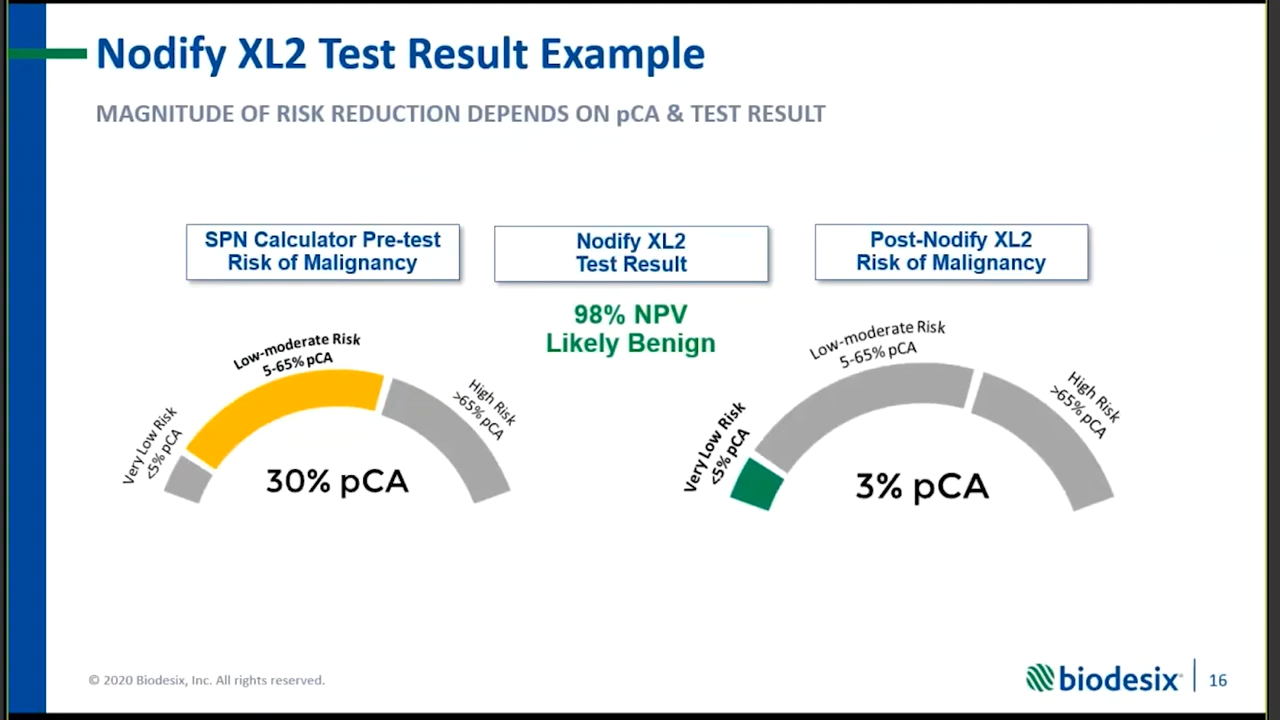 Nodify XL2 Test Result Example
MAGNITUDE OF RISK REDUCTION DEPENDS ON pCA & TEST RESULT
SPN Calculator Pre-test
Risk of Malignancy
Nodify XL2
Test Result
Post-Nodify XL2
Risk of Malignancy
98% NPV
Likely Benign
Very Low Risk
<5% pCA
Low-moderate Risk
5-65% pCA
High Risk
>65% pCA
30% pCA
Very Low Risk
<5% pCA
Low-moderate Risk
5-65% pCA
High Risk
>65% pCA
3% pCA
© 2020 Biodesix, Inc. All rights reserved.
biodesix
16